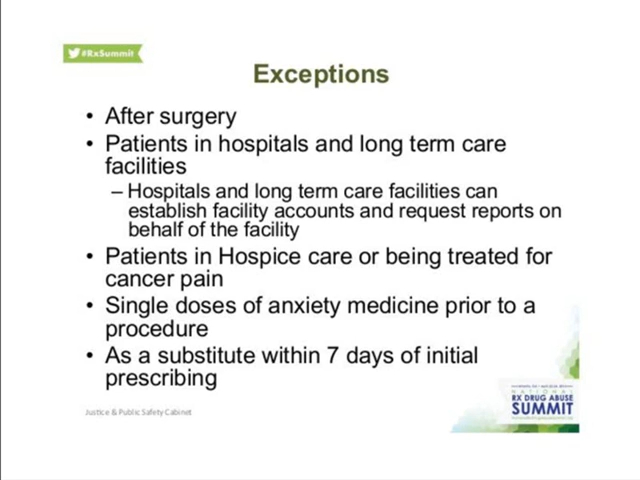 #RxSummit
Exceptions
• After surgery
• Patients in hospitals and long term care
facilities
– Hospitals and long term care facilities can
establish facility accounts and request reports on
behalf of the facility
• Patients in Hospice care or being treated for
cancer pain
• Single doses of anxiety medicine prior to a
procedure
• As a substitute within 7 days of initial
prescribing
Justice & Public Safety Cabinet
NATIONAL
RX DRUG ABUSE
SUMMIT